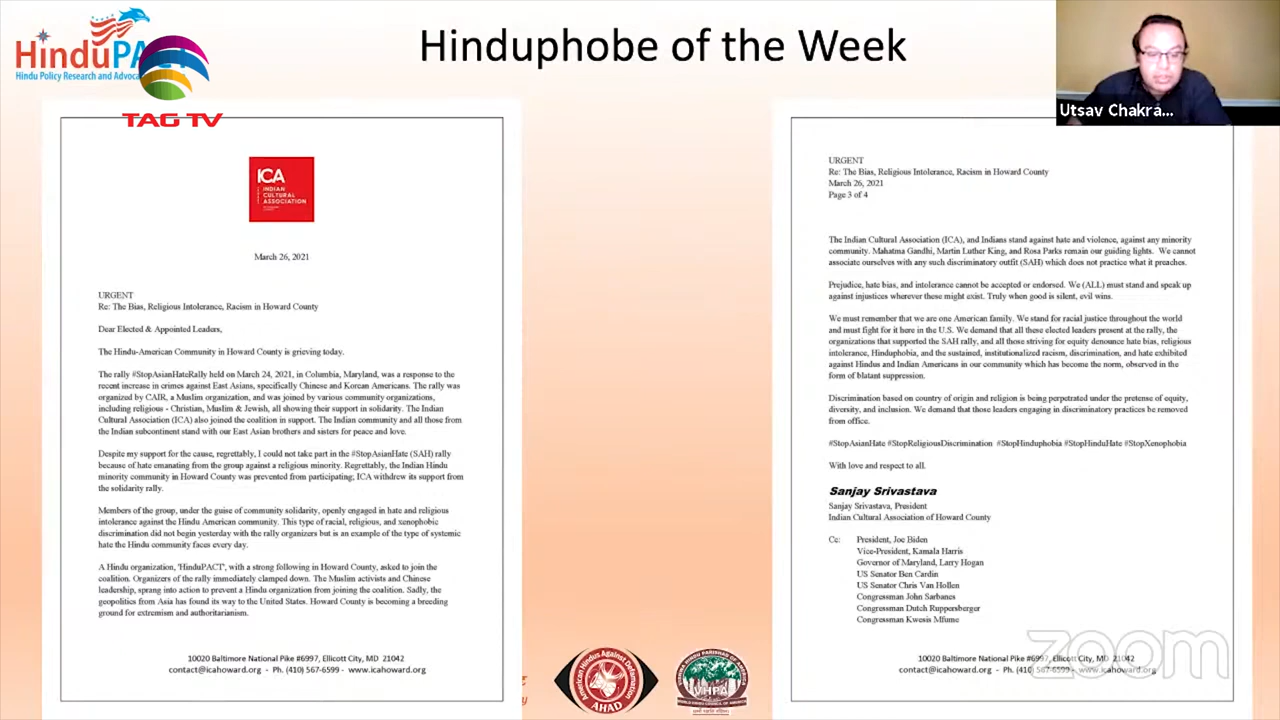 Hinduphobe of the Week
HinduPA
Hindu Policy Research and Advoca
TAG TV
Utsav Chakra...
ICA
INDIAN
CULTURAL
ASSOCIATION
March 26, 2021
URGENT
Re: The Bias, Religious Intolerance, Racism in Howard County
Dear Elected & Appointed Leaders,
The Hindu-American Community in Howard County is grieving today.
The rally #StopAsianHateRally held on March 24, 2021, in Columbia, Maryland, was a response to the
recent increase in crimes against East Asians, specifically Chinese and Korean Americans. The rally was
organized by CAIR, a Muslim organization, and was joined by various community organizations,
including religious - Christian, Muslim & Jewish, all showing their support in solidarity. The Indian
Cultural Association (ICA) also joined the coalition in support. The Indian community and all those from
the Indian subcontinent stand with our East Asian brothers and sisters for peace and love.
Despite my support for the cause, regrettably, I could not take part in the #StopAsianHate (SAH) rally
because of hate emanating from the group against a religious minority. Regrettably, the Indian Hindu
minority community in Howard County was prevented from participating; ICA withdrew its support from
the solidarity rally.
Members of the group, under the guise of community solidarity, openly engaged in hate and religious
intolerance against the Hindu American community. This type of racial, religious, and xenophobic
discrimination did not begin yesterday with the rally organizers but is an example of the type of systemic
hate the Hindu community faces every day.
A Hindu organization, 'HinduPACT', with a strong following in Howard County, asked to join the
coalition. Organizers of the rally immediately clamped down. The Muslim activists and Chinese
leadership, sprang into action to prevent a Hindu organization from joining the coalition. Sadly, the
geopolitics from Asia has found its way to the United States. Howard County is becoming a breeding
ground for extremism and authoritarianism.
10020 Baltimore National Pike #6997, Ellicott City, MD 21042
contact@icahoward.org - Ph. (410) 567-6599 - www.icahoward.org
URGENT
Re: The Bias, Religious Intolerance, Racism in Howard County
March 26, 2021
Page 3 of 4
The Indian Cultural Association (ICA), and Indians stand against hate and violence, against any minority
community. Mahatma Gandhi, Martin Luther King, and Rosa Parks remain our guiding lights. We cannot
associate ourselves with any such discriminatory outfit (SAH) which does not practice what it preaches.
Prejudice, hate bias, and intolerance cannot be accepted or endorsed. We (ALL) must stand and speak up
against injustices wherever these might exist. Truly when good is silent, evil wins.
We must remember that we are one American family. We stand for racial justice throughout the world
and must fight for it here in the U.S. We demand that all these elected leaders present at the rally, the
organizations that supported the SAH rally, and all those striving for equity denounce hate bias, religious
intolerance, Hinduphobia, and the sustained, institutionalized racism, discrimination, and hate exhibited
against Hindus and Indian Americans in our community which has become the norm, observed in the
form of blatant suppression.
Discrimination based on country of origin and religion is being perpetrated under the pretense of equity,
diversity, and inclusion. We demand that those leaders engaging in discriminatory practices be removed
from office.
#StopAsianHate #StopReligiousDiscrimination #StopHinduphobia #StopHinduHate #StopXenophobia
With love and respect to all.
Sanjay Srivastava
Sanjay Srivastava, President
Indian Cultural Association of Howard County
Cc: President, Joe Biden
Vice-President, Kamala Harris
Governor of Maryland, Larry Hogan
US Senator Ben Cardin
US Senator Chris Van Hollen
Congressman John Sarbanes
Congressman Dutch Ruppersberger
Congressman Kwesis Mfume
10020 Baltimore National Pike #6997, Ellicott City, MD 21042
contact@icahoward.org - Ph. (410) 567-6599 - www.icahoward.org
American Hindus Against Defamation
AHAD
VHPA
zoom